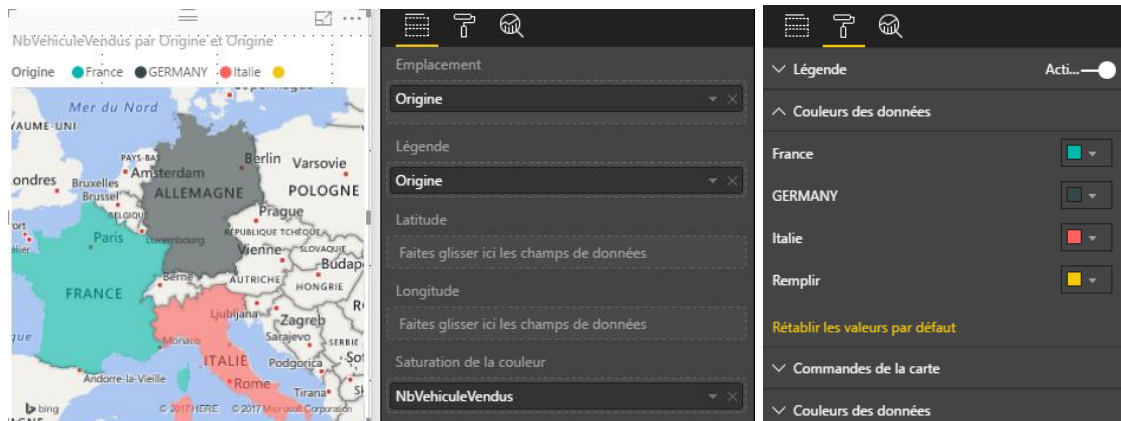 NbVehiculeVendus par Origine et Origine
Origine France GERMANY Italie
Mer du Nord
YAUME-UNI
PAYS-BAS
Berlin
Varsovie
Amsterdam
ondres
Bruxelles
Brussel
ALLEMAGNE
POLOGNE
BELGIQUE
Prague
Paris
Luxembourg
RÉPUBLIQUE TCHÈQUE
Vienne
SLOVAQUIE
Budap
Berne
AUTRICHE
HONGRIE
FRANCE
Ljubljana
Zagreb
Monaco
Sarajevo
SERBIE
ITALIE
Podgorica
Sof
Andorre-la-Vieille
Rome
Tirana
bing
© 2017 HERE © 2017 Microsoft Corporation
Emplacement
Origine
Légende
Origine
Latitude
Faites glisser ici les champs de données
Longitude
Faites glisser ici les champs de données
Saturation de la couleur
NbVehiculeVendus
Légende Acti...
Couleurs des données
France
GERMANY
Italie
Remplir
Rétablir les valeurs par défaut
Commandes de la carte
Couleurs des données